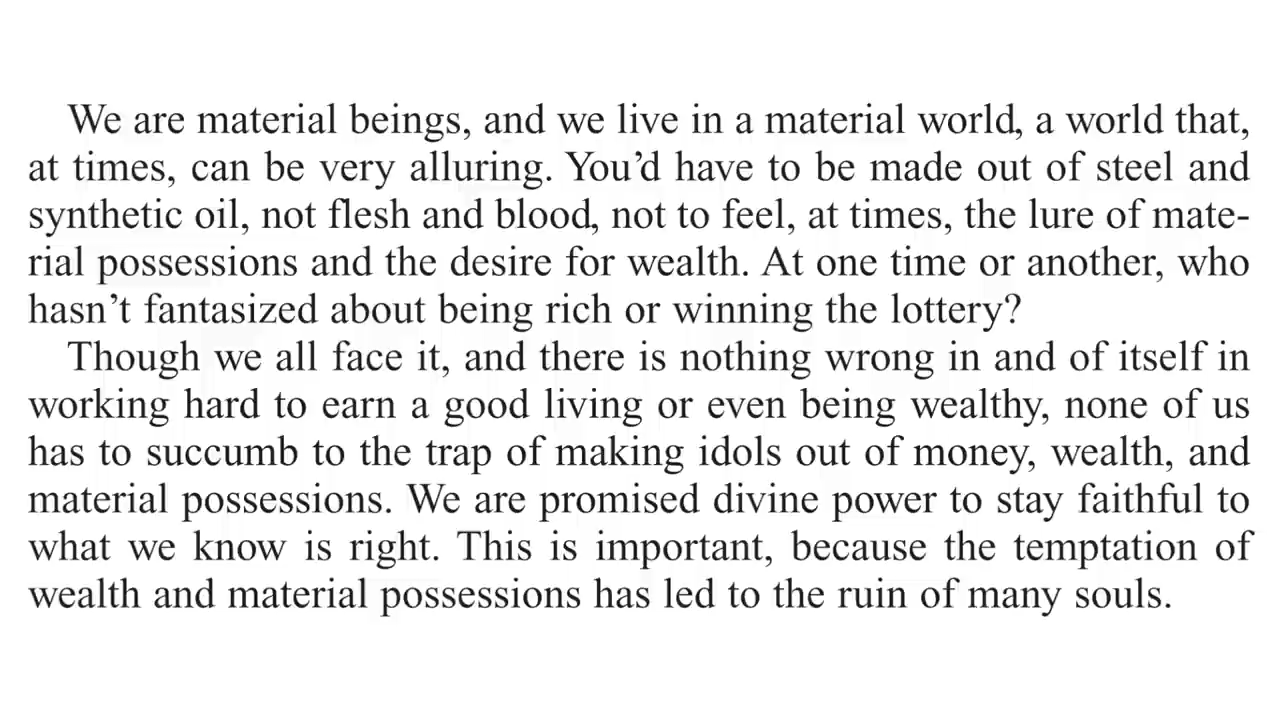 We are material beings, and we live in a material world, a world that,
at times, can be very alluring. You’d have to be made out of steel and
synthetic oil, not flesh and blood, not to feel, at times, the lure of mate-
rial possessions and the desire for wealth. At one time or another, who
hasn’t fantasized about being rich or winning the lottery?
Though we all face it, and there is nothing wrong in and of itself in
working hard to earn a good living or even being wealthy, none of us
has to succumb to the trap of making idols out of money, wealth, and
material possessions. We are promised divine power to stay faithful to
what we know is right. This is important, because the temptation of
wealth and material possessions has led to the ruin of many souls.